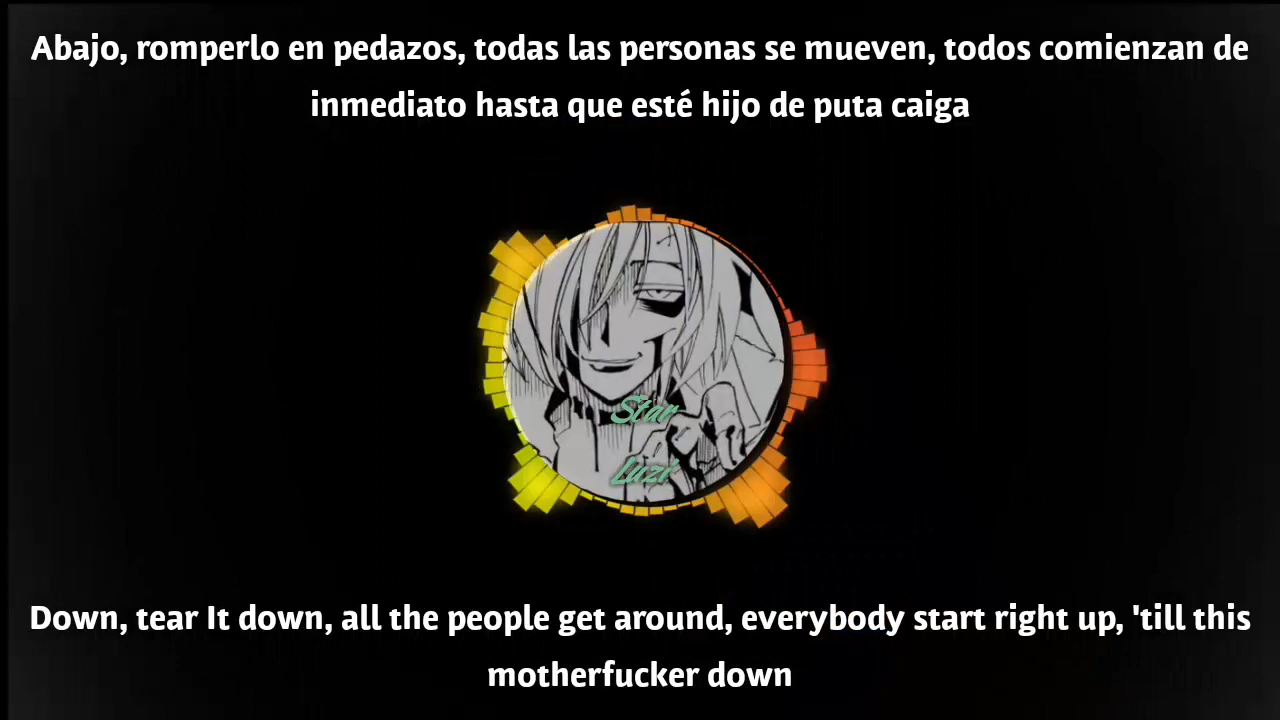 Abajo, romperlo en pedazos, todas las personas se mueven, todos comienzan de
inmediato hasta que esté hijo de puta caiga
Star
Luzi
Down, tear It down, all the people get around, everybody start right up, 'till this
motherfucker down